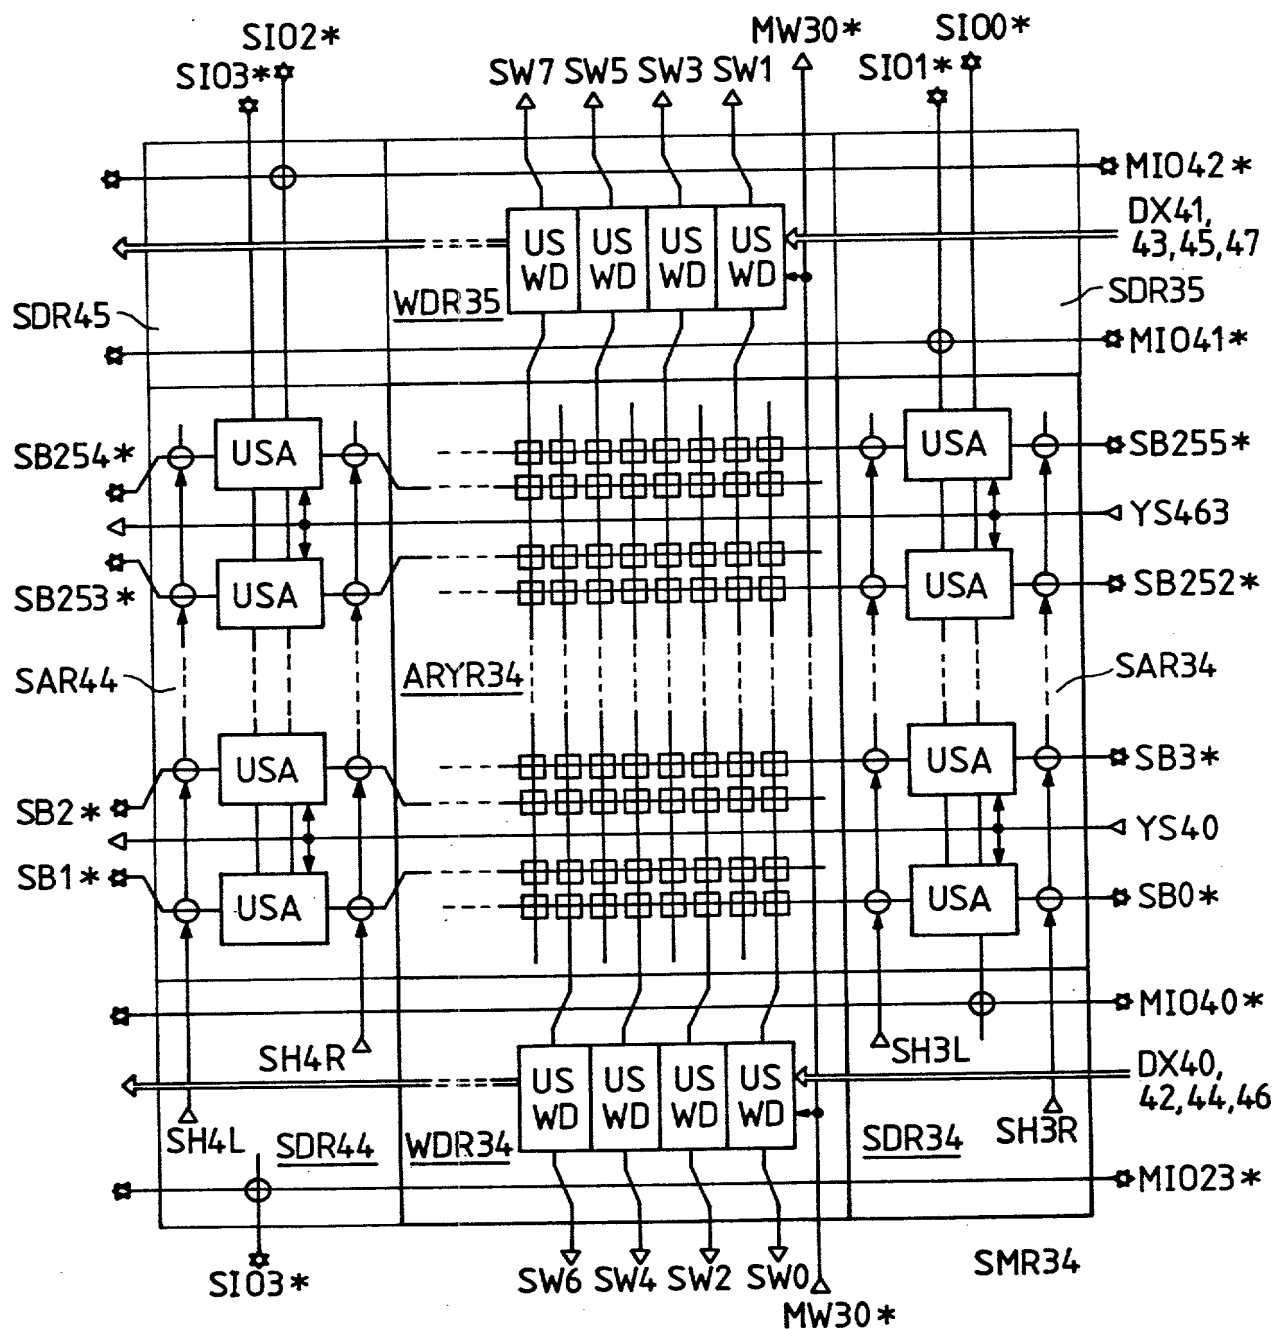 SIO2*
MW30*
SIO0*
SIO3*
SW7
SW5
SW3
SW1
SIO1*
MIO42*
DX41,
43,45,47
US
WD
US
WD
US
WD
US
WD
WDR35
SDR45
SDR35
MIO41*
SB254*
USA
USA
SB255*
YS463
SB253*
USA
USA
SB252*
SAR44
ARYR34
SAR34
USA
USA
SB3*
SB2*
YS40
SB1*
USA
USA
SB0*
MIO40*
SH4R
SH3L
US
WD
US
WD
US
WD
US
WD
DX40,
42,44,46
SH4L
SDR44
WDR34
SDR34
SH3R
MIO23*
SIO3*
SW6
SW4
SW2
SW0
SMR34
MW30*